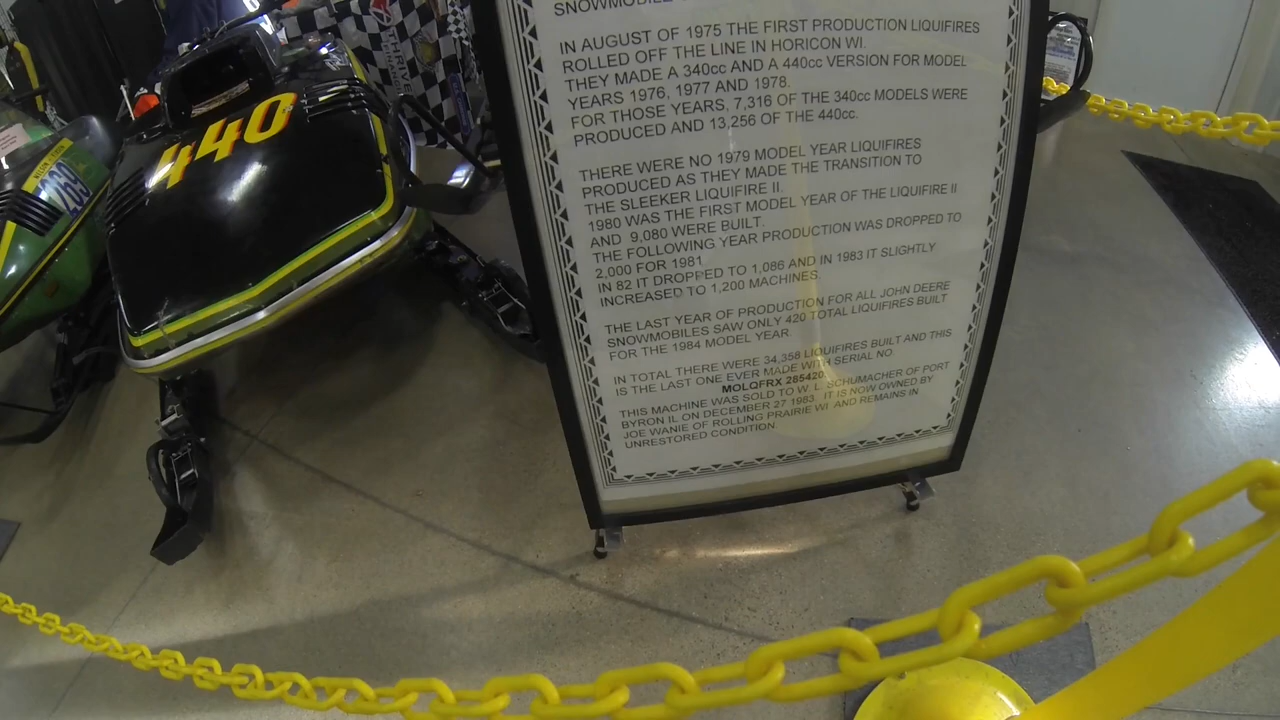 SNOWMOBILE
IN AUGUST OF 1975 THE FIRST PRODUCTION LIQUIFIRES
ROLLED OFF THE LINE IN HORICON WI.
THEY MADE A 340cc AND A 440cc VERSION FOR MODEL
YEARS 1976, 1977 AND 1978.
FOR THOSE YEARS, 7,316 OF THE 340cc MODELS WERE
PRODUCED AND 13,256 OF THE 440cc.
THERE WERE NO 1979 MODEL YEAR LIQUIFIRES
PRODUCED AS THEY MADE THE TRANSITION TO
THE SLEEKER LIQUIFIRE II.
1980 WAS THE FIRST MODEL YEAR OF THE LIQUIFIRE II
AND 9,080 WERE BUILT.
THE FOLLOWING YEAR PRODUCTION WAS DROPPED TO
2,000 FOR 1981
IN 82 IT DROPPED TO 1,086 AND IN 1983 IT SLIGHTLY
INCREASED TO 1,200 MACHINES.
THE LAST YEAR OF PRODUCTION FOR ALL JOHN DEERE
SNOWMOBILES SAW ONLY 420 TOTAL LIQUIFIRES BUILT
FOR THE 1984 MODEL YEAR
IN TOTAL THERE WERE 34,358 LIQUIFIRES BUILT AND THIS
IS THE LAST ONE EVER MADE WITH SERIAL NO
MOLQFRX 285420.
THIS MACHINE WAS SOLD TO W. L. SCHUMACHER OF PORT
BYRON IL ON DECEMBER 27 1983. IT IS NOW OWNED BY
JOE WANIE OF ROLLING PRAIRIE WI AND REMAINS IN
UNRESTORED CONDITION.
440
THRIVE